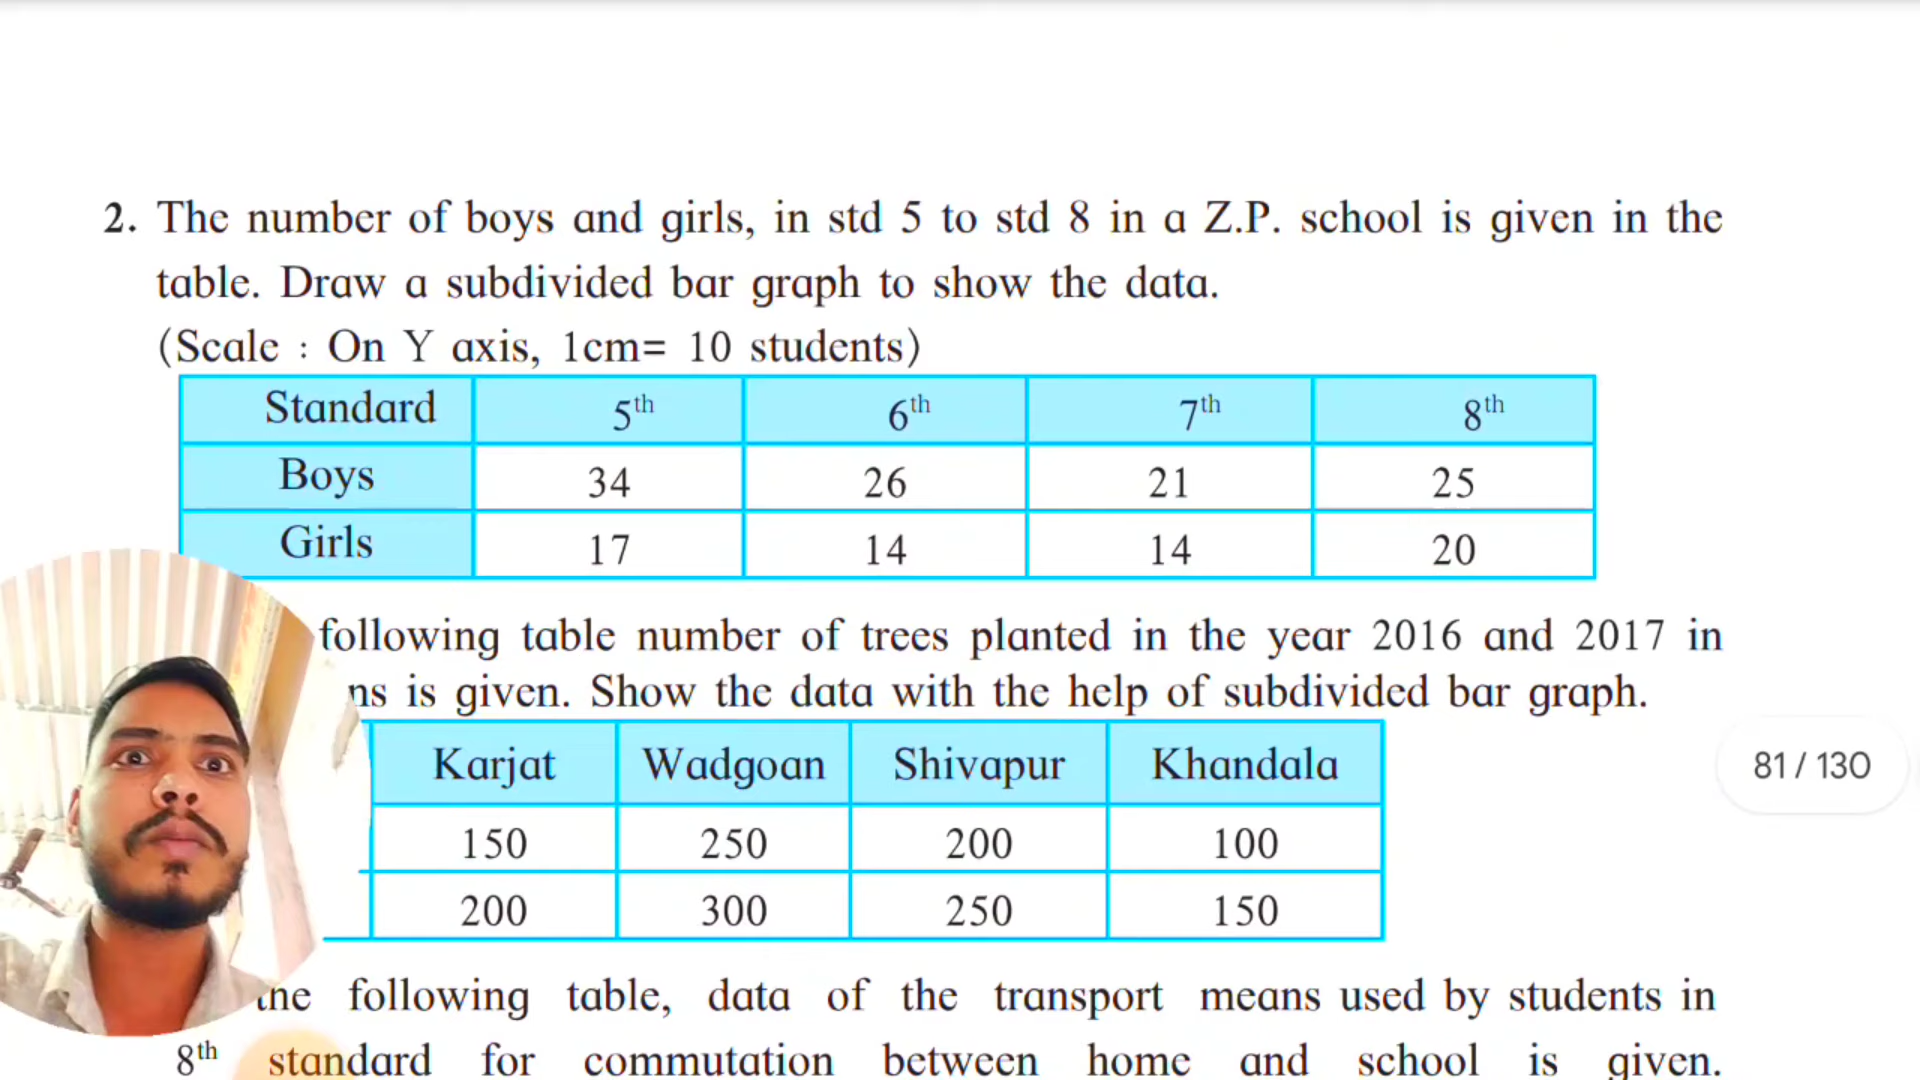 2. The number of boys and girls, in std 5 to std 8 in a Z.P. school is given in the
table. Draw a subdivided bar graph to show the data.
(Scale : On Y axis, 1cm= 10 students)
Standard 5th 6th 7th 8th
Boys 34 26 21 25
Girls 17 14 14 20
following table number of trees planted in the year 2016 and 2017 in
ns is given. Show the data with the help of subdivided bar graph.
Karjat Wadgoan Shivapur Khandala
150 250 200 100
81 / 130
200 300 250 150
the following table, data of the transport means used by students in
8th standard for commutation between home and school is given.